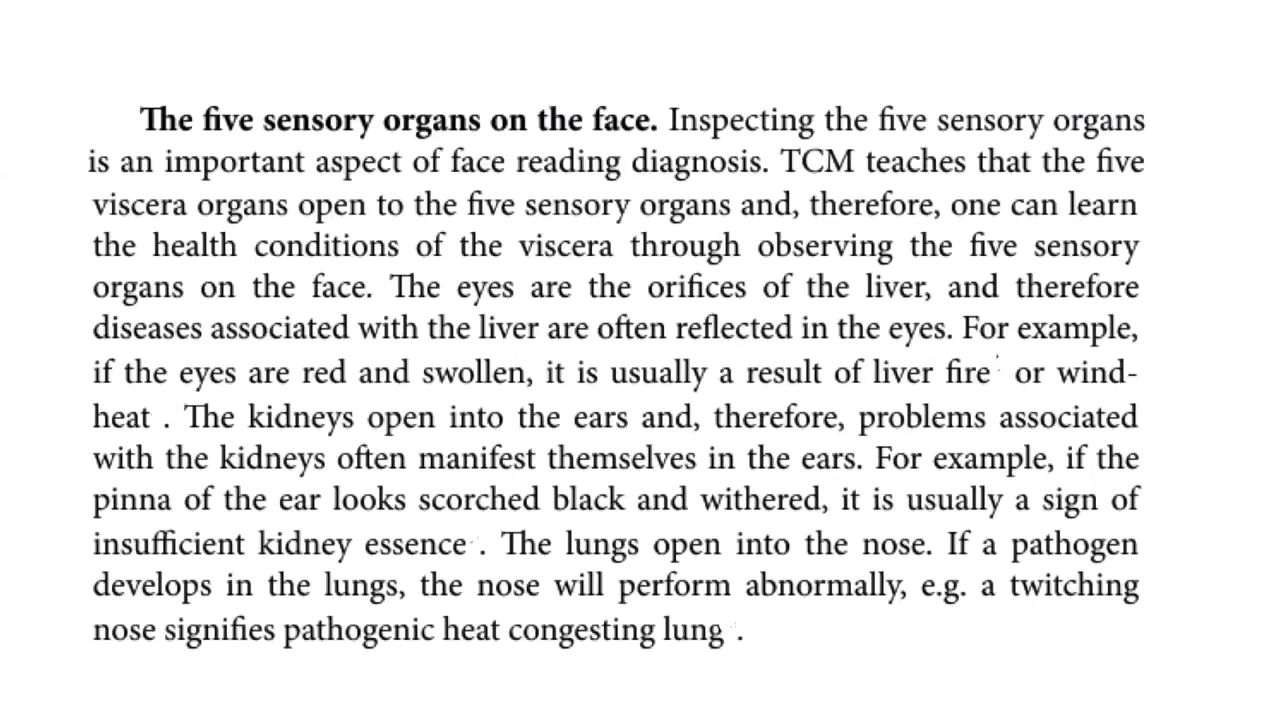 The five sensory organs on the face. Inspecting the five sensory organs
is an important aspect of face reading diagnosis. TCM teaches that the five
viscera organs open to the five sensory organs and, therefore, one can learn
the health conditions of the viscera through observing the five sensory
organs on the face. The eyes are the orifices of the liver, and therefore
diseases associated with the liver are often reflected in the eyes. For example,
if the eyes are red and swollen, it is usually a result of liver fire or wind-
heat . The kidneys open into the ears and, therefore, problems associated
with the kidneys often manifest themselves in the ears. For example, if the
pinna of the ear looks scorched black and withered, it is usually a sign of
insufficient kidney essence . The lungs open into the nose. If a pathogen
develops in the lungs, the nose will perform abnormally, e.g. a twitching
nose signifies pathogenic heat congesting lung .